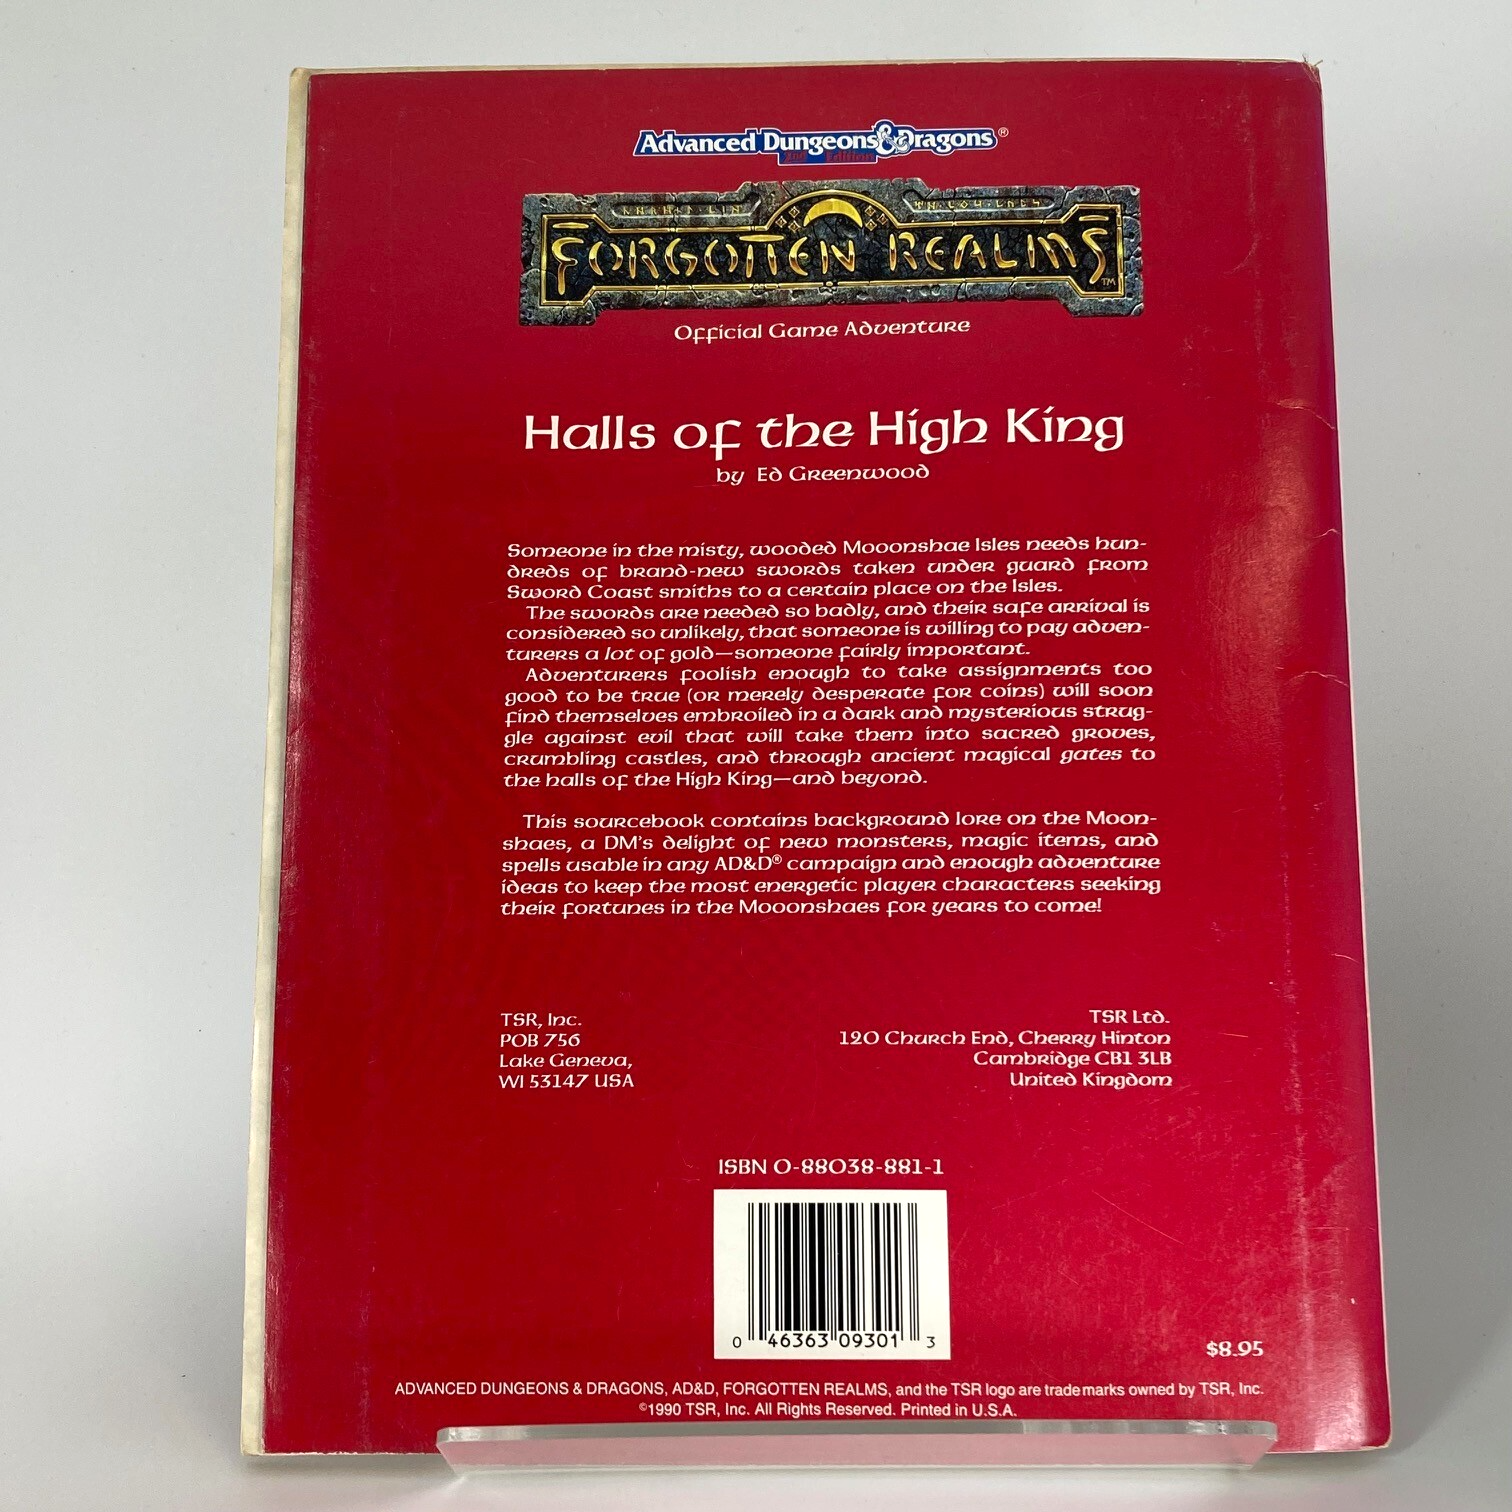 Advanced Dungeons & Dragons®
2nd Edition
FORGOTTEN REALMS™
Official Game Adventure
Halls of the High King
by Ed Greenwood
Someone in the misty, wooded Mooonshae Isles needs hun-
dreds of brand-new swords taken under guard from
Sword Coast smiths to a certain place on the Isles.
The swords are needed so badly, and their safe arrival is
considered so unlikely, that someone is willing to pay adven-
turers a lot of gold—someone fairly important.
Adventurers foolish enough to take assignments too
good to be true (or merely desperate for coins) will soon
find themselves embroiled in a dark and mysterious strug-
gle against evil that will take them into sacred groves,
crumbling castles, and through ancient magical gates to
the halls of the High King—and beyond.
This sourcebook contains background lore on the Moon-
shaes, a DM's delight of new monsters, magic items, and
spells usable in any AD&D® campaign and enough adventure
ideas to keep the most energetic player characters seeking
their fortunes in the Mooonshaes for years to come!
TSR, Inc.
POB 756
Lake Geneva,
WI 53147 USA
TSR Ltd.
120 Church End, Cherry Hinton
Cambridge CB1 3LB
United Kingdom
ISBN 0-88038-881-1
0 46363 09301 3
$8.95
ADVANCED DUNGEONS & DRAGONS, AD&D, FORGOTTEN REALMS, and the TSR logo are trademarks owned by TSR, Inc.
©1990 TSR, Inc. All Rights Reserved. Printed in U.S.A.